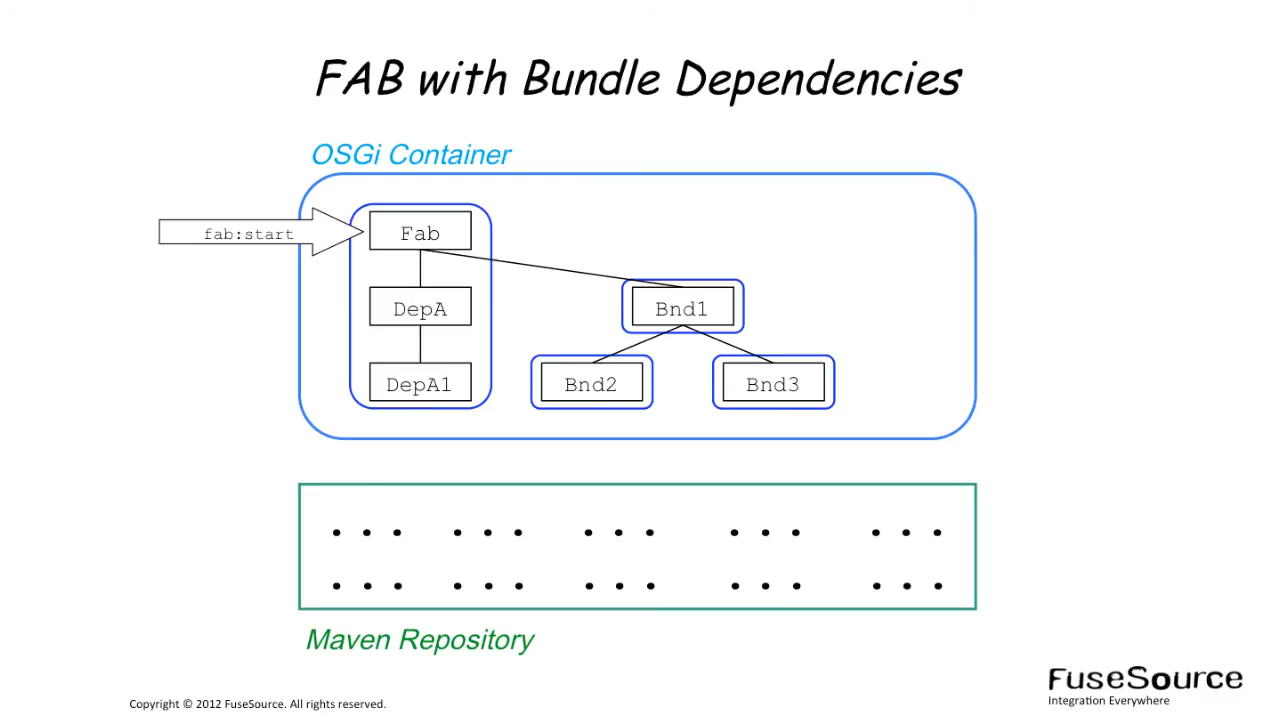 FAB with Bundle Dependencies
OSGi Container
fab:start
Fab
DepA
Bnd1
DepA1
Bnd2
Bnd3
Maven Repository
FuseSource
Integration Everywhere
Copyright © 2012 FuseSource. All rights reserved.